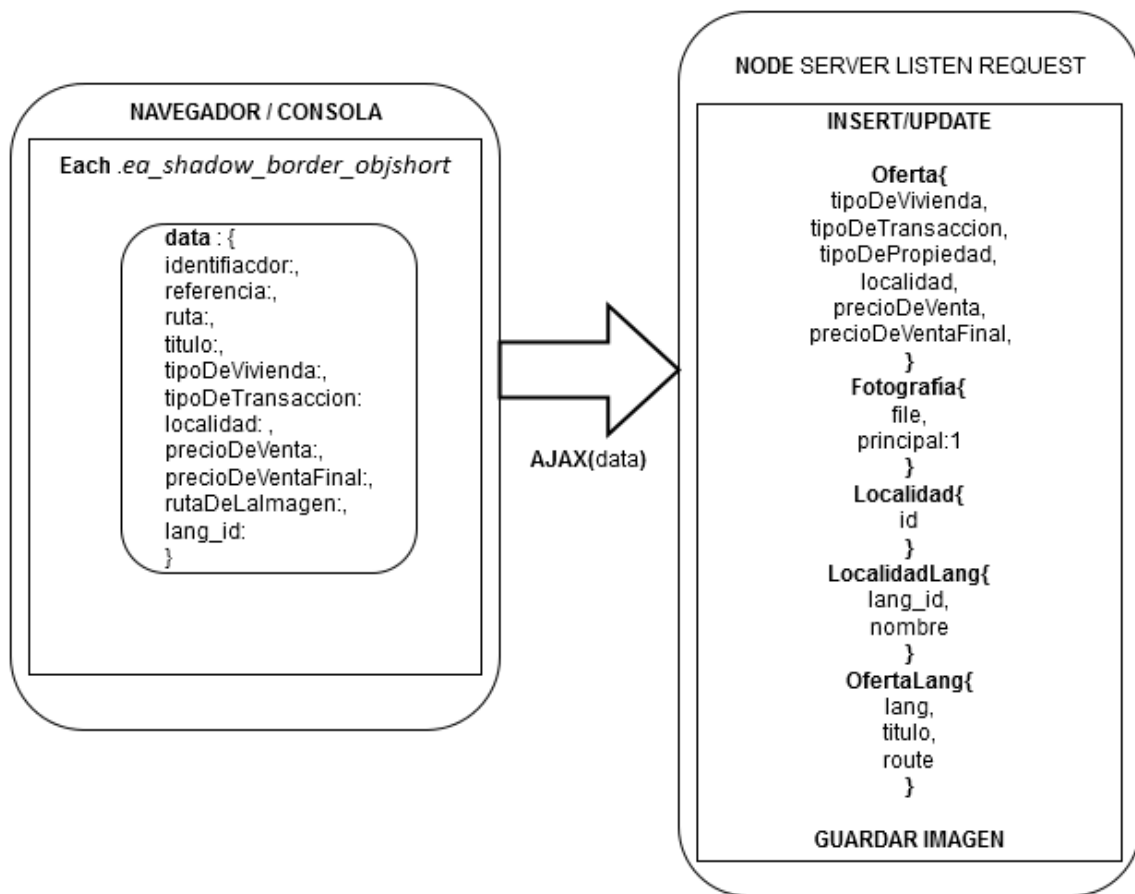 NAVEGADOR / CONSOLA
Each .ea_shadow_border_objshort
data : {
identifiacdor:,
referencia:,
ruta:,
titulo:,
tipoDeVivienda:,
tipoDeTransaccion:
localidad: ,
precioDeVenta:,
precioDeVentaFinal:,
rutaDeLaImagen:,
lang_id:
}
AJAX(data)
NODE SERVER LISTEN REQUEST
INSERT/UPDATE
Oferta{
tipoDeVivienda,
tipoDeTransaccion,
tipoDePropiedad,
localidad,
precioDeVenta,
precioDeVentaFinal,
}
Fotografía{
file,
principal:1
}
Localidad{
id
}
LocalidadLang{
lang_id,
nombre
}
OfertaLang{
lang,
titulo,
route
}
GUARDAR IMAGEN